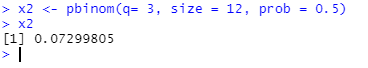 > x2 <- pbinom(q= 3, size = 12, prob = 0.5)
> x2
[1] 0.07299805
>